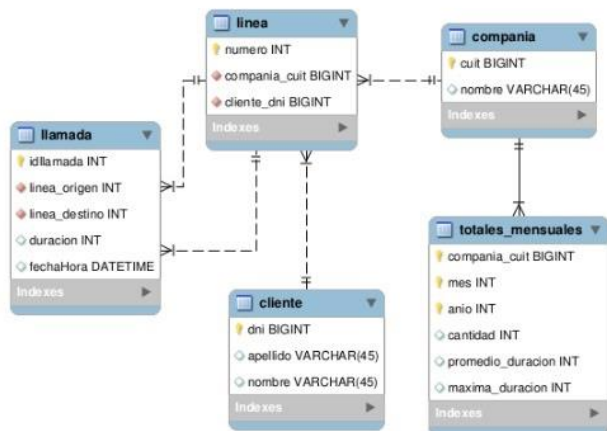 linea
numero INT
compania_cuit BIGINT
cliente_dni BIGINT
Indexes
compania
cuit BIGINT
nombre VARCHAR(45)
Indexes
llamada
idllamada INT
linea_origen INT
linea_destino INT
duracion INT
fechaHora DATETIME
Indexes
cliente
dni BIGINT
apellido VARCHAR(45)
nombre VARCHAR(45)
Indexes
totales_mensuales
compania_cuit BIGINT
mes INT
anio INT
cantidad INT
promedio_duracion INT
maxima_duracion INT
Indexes